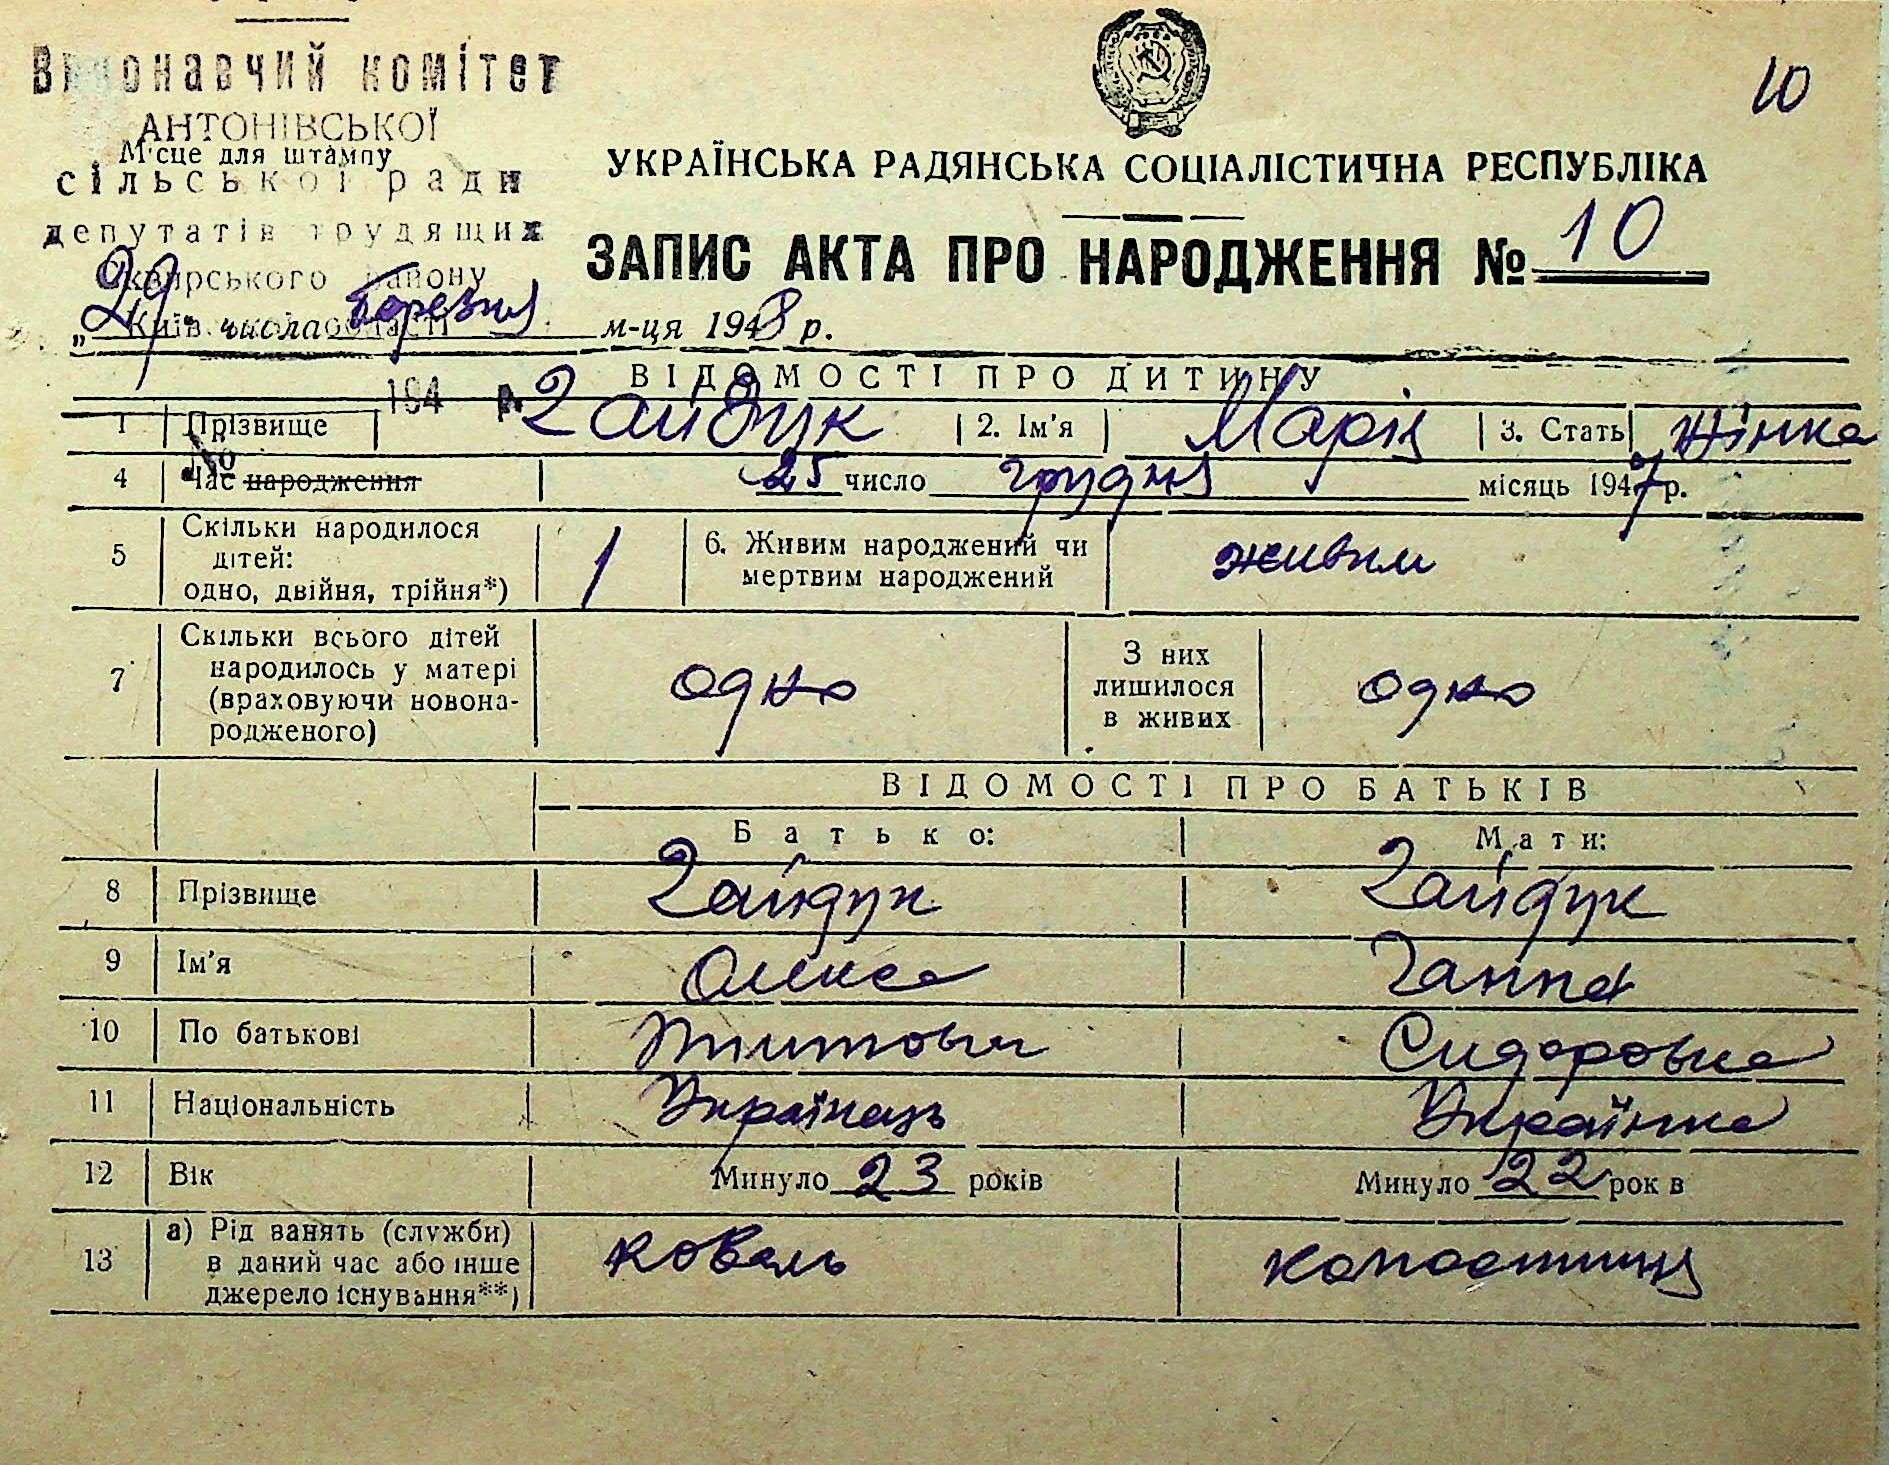 Виконавчий комітет
АНТОНІВСЬКОЇ
Місце для штампу
сільської ради
депутатів трудящих
Сквирського району
Київської області
194 р.
№
10
УКРАЇНСЬКА РАДЯНСЬКА СОЦІАЛІСТИЧНА РЕСПУБЛІКА
ЗАПИС АКТА ПРО НАРОДЖЕННЯ № 10
„29" числа березня м-ця 1948 р.
ВІДОМОСТІ ПРО ДИТИНУ
1 Прізвище Гайдук 2. Ім'я Марія 3. Стать жінка
4 Час народження 25 число грудня місяць 1947 р.
5 Скільки народилося дітей: одно, двійня, трійня*) 1 6. Живим народжений чи мертвим народжений живим
7 Скільки всього дітей народилось у матері (враховуючи новонародженого) одно З них лишилося в живих одно
ВІДОМОСТІ ПРО БАТЬКІВ
Батько: Мати:
8 Прізвище Гайдук Гайдук
9 Ім'я Олекса Ганна
10 По батькові Титович Сидоровна
11 Національність Українець Українка
12 Вік Минуло 23 років Минуло 22 рок в
13 а) Рід занять (служби) в даний час або інше джерело існування**) коваль